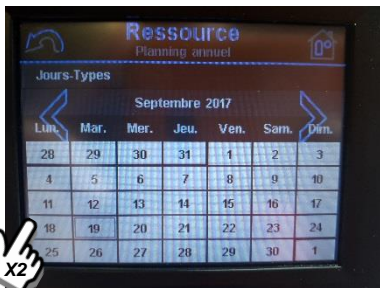 Ressource
Planning annuel
0°
Jours-Types
Septembre 2017
Lun. Mar. Mer. Jeu. Ven. Sam. Dim.
28 29 30 31 1 2 3
4 5 6 7 8 9 10
11 12 13 14 15 16 17
18 19 20 21 22 23 24
25 26 27 28 29 30 1
X2